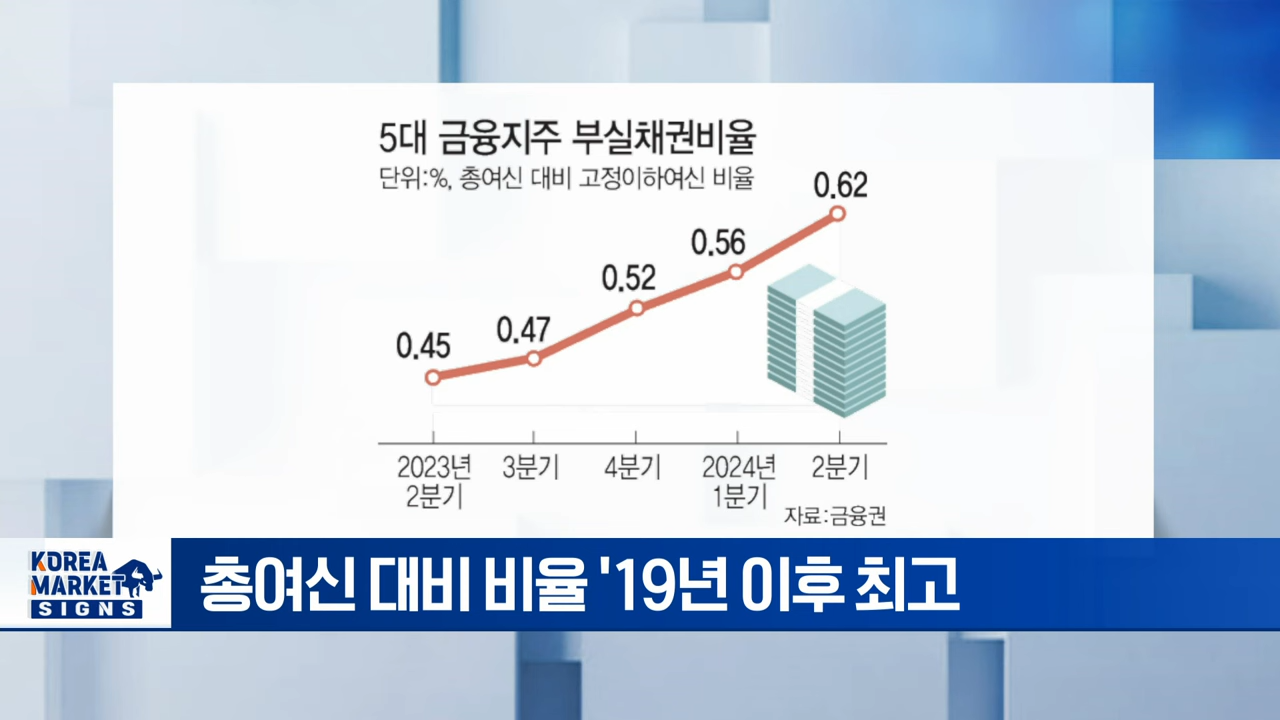 5대 금융지주 부실채권비율
단위:%, 총여신 대비 고정이하여신 비율
0.45
0.47
0.52
0.56
0.62
2023년
2분기
3분기
4분기
2024년
1분기
2분기
자료:금융권
KOREA
MARKET
SIGNS
총여신 대비 비율 '19년 이후 최고